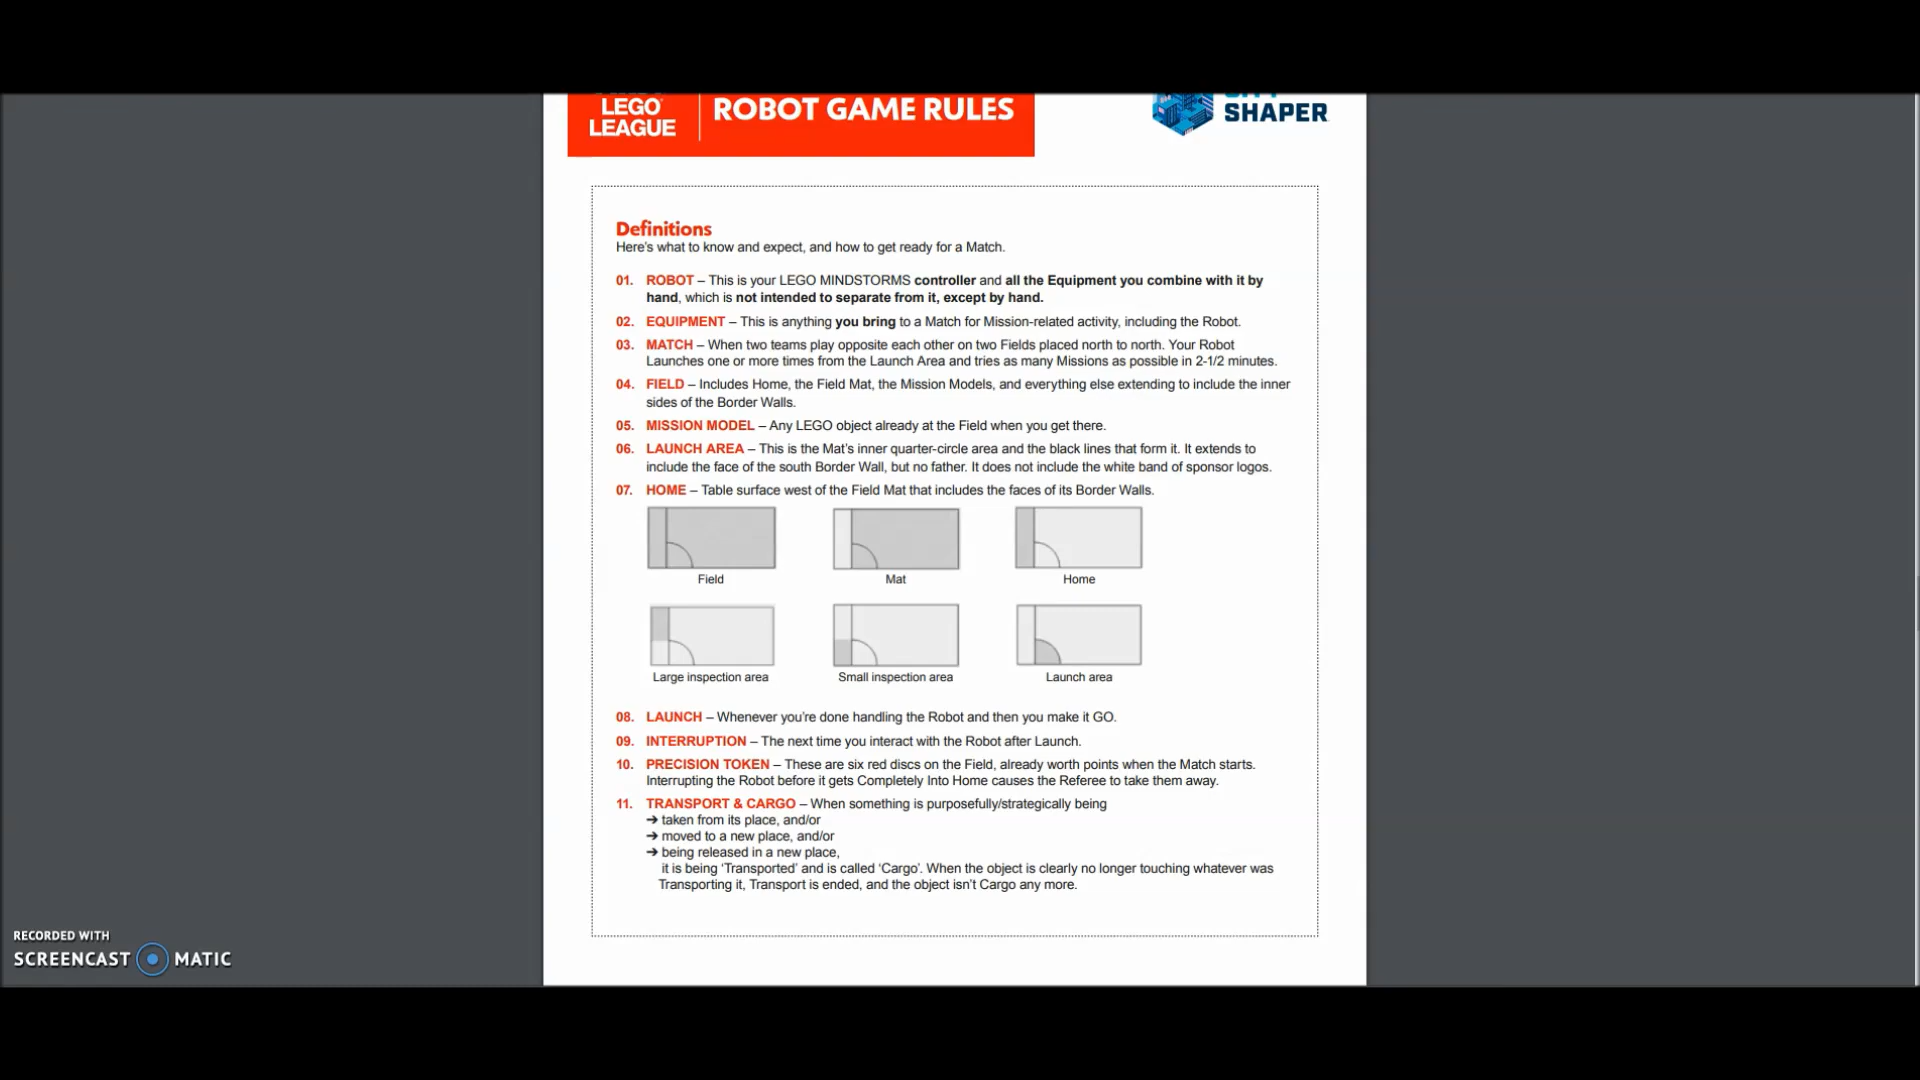 LEGO
LEAGUE
ROBOT GAME RULES
SHAPER
Definitions
Here's what to know and expect, and how to get ready for a Match.
01. ROBOT – This is your LEGO MINDSTORMS controller and all the Equipment you combine with it by
hand, which is not intended to separate from it, except by hand.
02. EQUIPMENT – This is anything you bring to a Match for Mission-related activity, including the Robot.
03. MATCH – When two teams play opposite each other on two Fields placed north to north. Your Robot
Launches one or more times from the Launch Area and tries as many Missions as possible in 2-1/2 minutes.
04. FIELD – Includes Home, the Field Mat, the Mission Models, and everything else extending to include the inner
sides of the Border Walls.
05. MISSION MODEL – Any LEGO object already at the Field when you get there.
06. LAUNCH AREA – This is the Mat's inner quarter-circle area and the black lines that form it. It extends to
include the face of the south Border Wall, but no father. It does not include the white band of sponsor logos.
07. HOME – Table surface west of the Field Mat that includes the faces of its Border Walls.
Field Mat Home
Large inspection area Small inspection area Launch area
08. LAUNCH – Whenever you're done handling the Robot and then you make it GO.
09. INTERRUPTION – The next time you interact with the Robot after Launch.
10. PRECISION TOKEN – These are six red discs on the Field, already worth points when the Match starts.
Interrupting the Robot before it gets Completely Into Home causes the Referee to take them away.
11. TRANSPORT & CARGO – When something is purposefully/strategically being
➔ taken from its place, and/or
➔ moved to a new place, and/or
➔ being released in a new place,
it is being 'Transported' and is called 'Cargo'. When the object is clearly no longer touching whatever was
Transporting it, Transport is ended, and the object isn't Cargo any more.
RECORDED WITH
SCREENCAST MATIC